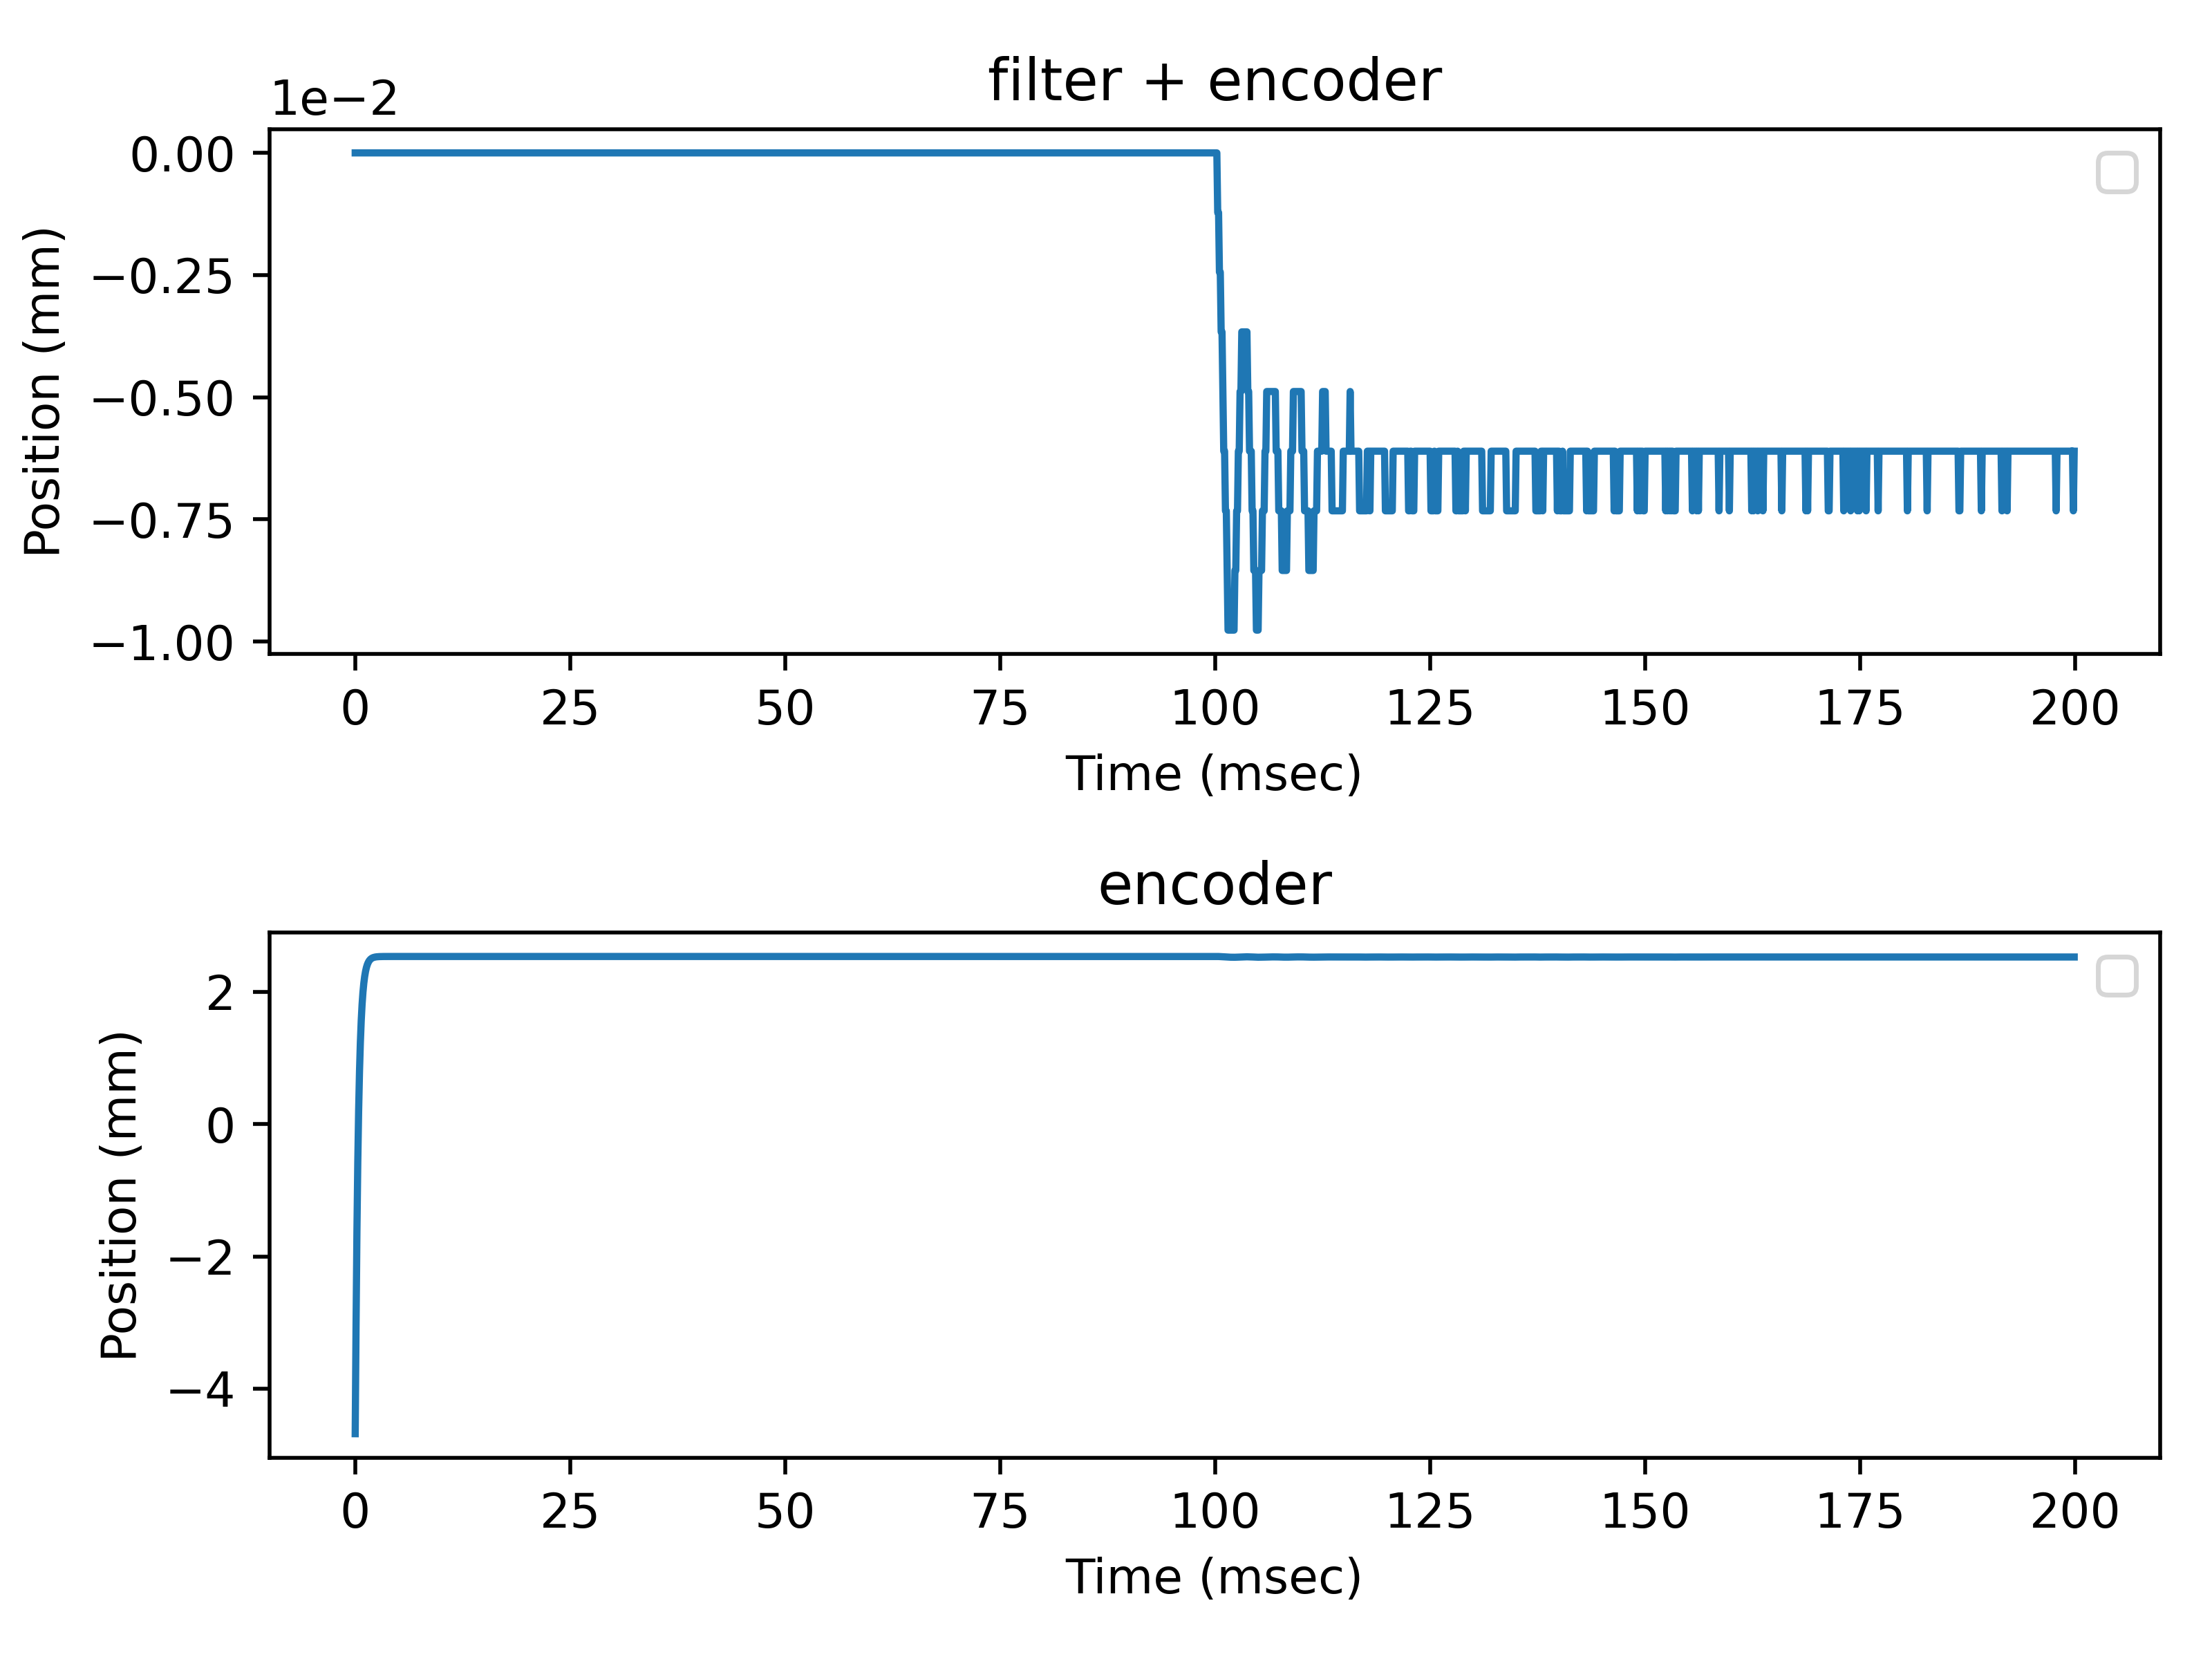 filter + encoder
1e−2
0.00
−0.25
−0.50
−0.75
−1.00
Position (mm)
0 25 50 75 100 125 150 175 200
Time (msec)
encoder
2
0
−2
−4
Position (mm)
0 25 50 75 100 125 150 175 200
Time (msec)